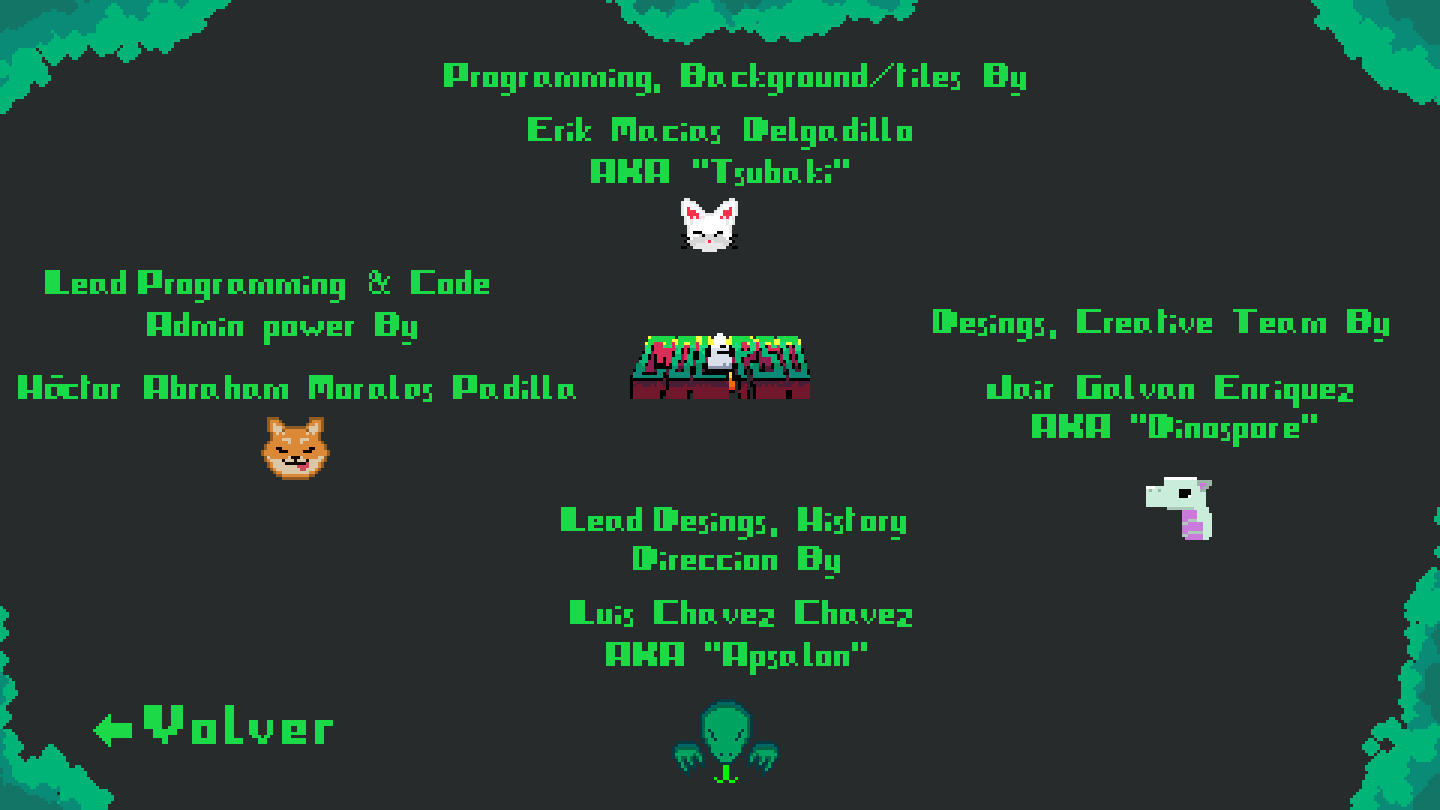 Programming, Background/tiles By
Erik Macias Delgadillo
AKA "Tsubaki"
Lead Programming & Code
Admin power By
Desings, Creative Team By
Abraham Morales Padilla
Jair Galvan Enriquez
AKA "Dinospore"
Lead Desings, History
Direccion By
Luis Chavez Chavez
AKA "Apsalon"
Volver